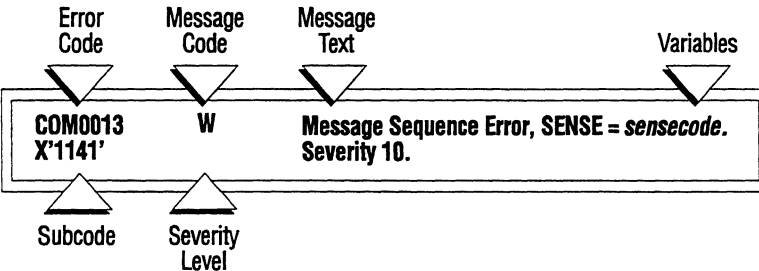 Error Code
Message Code
Message Text
Variables
COM0013 W Message Sequence Error, SENSE = sensecode.
X'1141' Severity 10.
Subcode
Severity Level